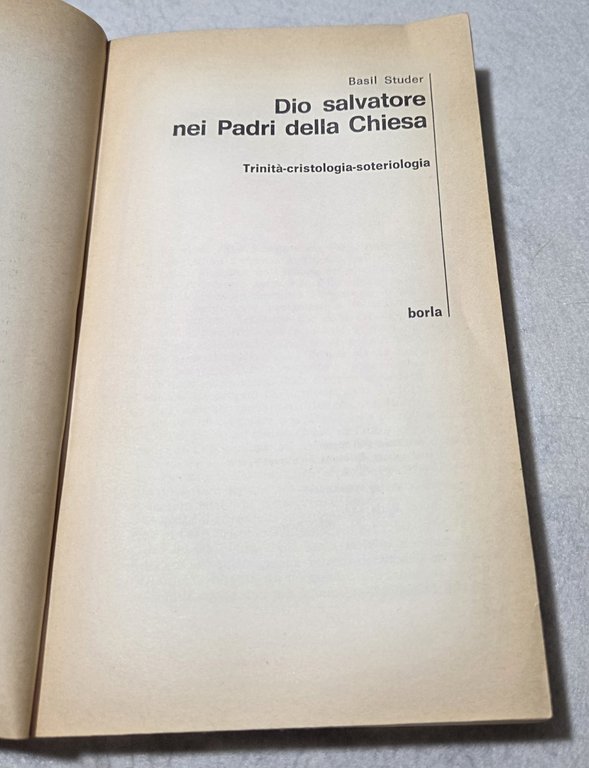 Basil Studer
Dio salvatore
nei Padri della Chiesa
Trinità-cristologia-soteriologia
borla